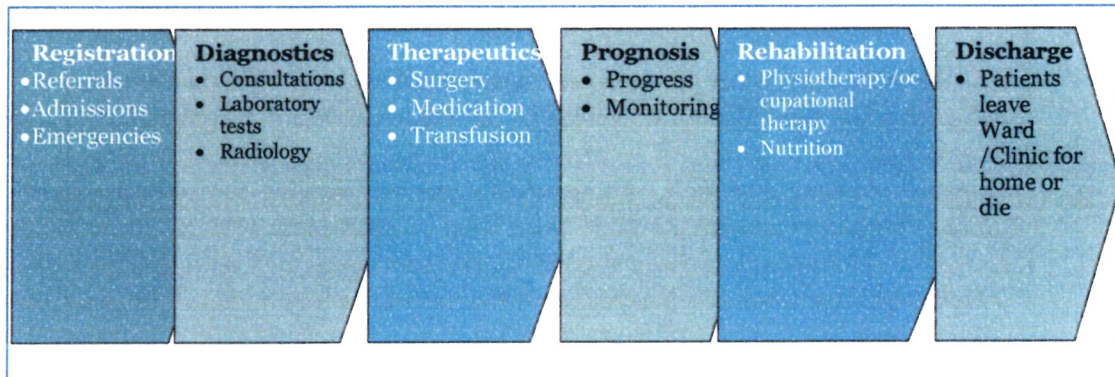 Registration
• Referrals
• Admissions
• Emergencies
Diagnostics
• Consultations
• Laboratory
tests
• Radiology
Therapeutics
• Surgery
• Medication
• Transfusion
Prognosis
• Progress
• Monitoring
Rehabilitation
• Physiotherapy/oc
cupational
therapy
• Nutrition
Discharge
• Patients
leave
Ward
/Clinic for
home or
die